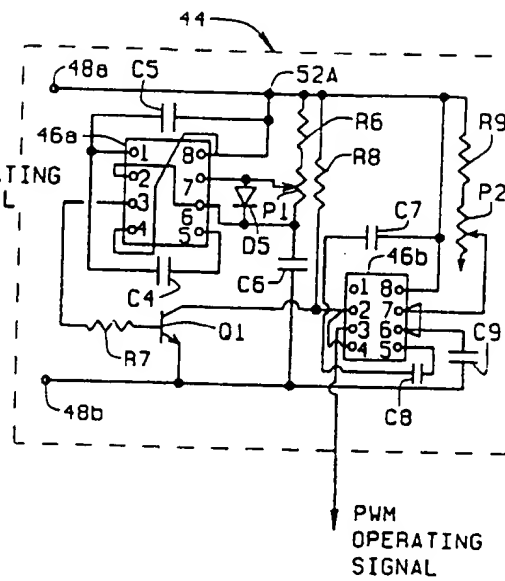 44
48a
52A
C5
R6
R9
46a
R8
1
8
ATING
2
7
L
3
6
P1
C7
P2
4
5
D5
46b
C4
C6
1
8
2
7
Q1
3
6
C9
R7
4
5
C8
48b
PWM
OPERATING
SIGNAL